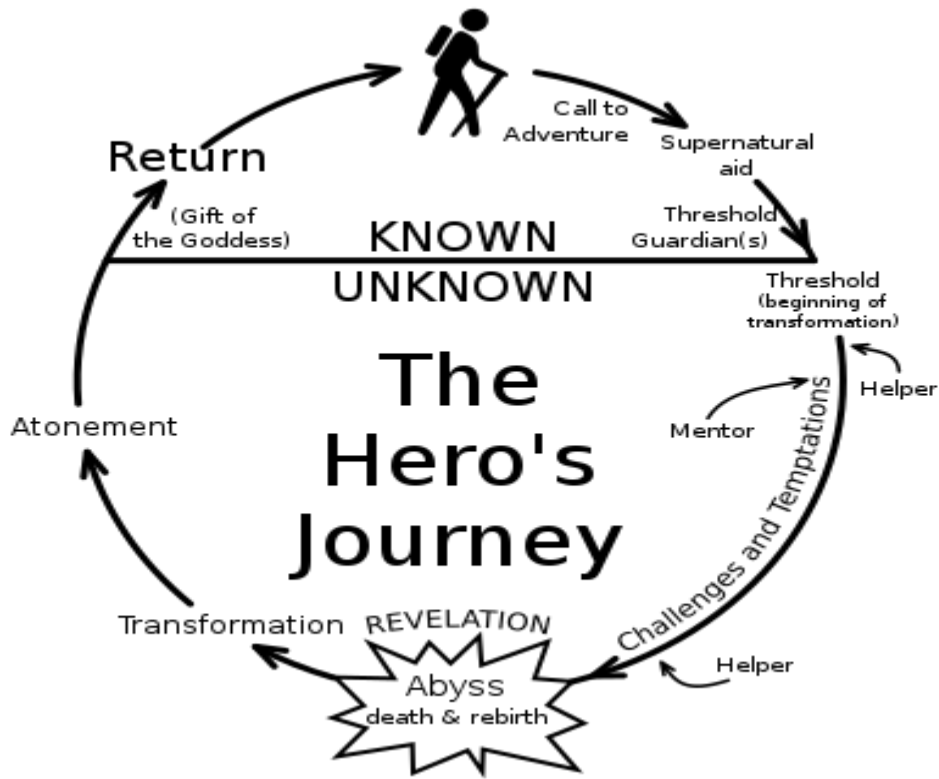 Call to
Adventure
Supernatural
aid
Return
(Gift of
the Goddess)
KNOWN
Threshold
Guardian(s)
UNKNOWN
Threshold
(beginning of
transformation)
The
Hero's
Journey
Helper
Mentor
Challenges and Temptations
Atonement
Transformation
REVELATION
Abyss
death & rebirth
Helper